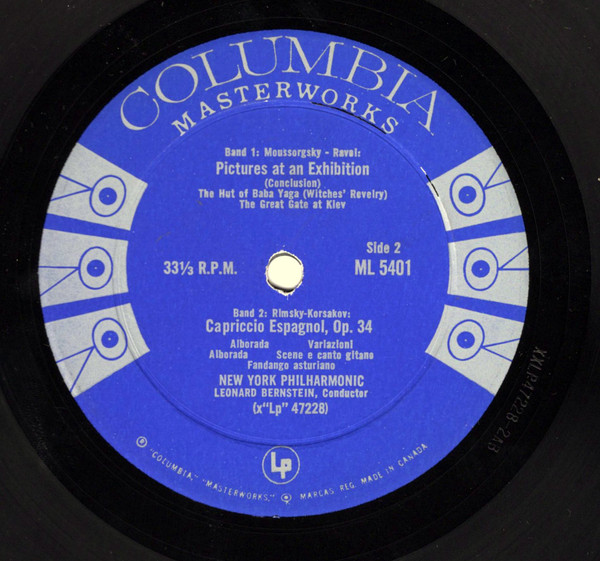 COLUMBIA
MASTERWORKS
Band 1: Moussorgsky - Ravel:
Pictures at an Exhibition
(Conclusion)
The Hut of Baba Yaga (Witches' Revelry)
The Great Gate at Kiev
33⅓ R.P.M.
Side 2
ML 5401
Band 2: Rimsky-Korsakov:
Capriccio Espagnol, Op. 34
Alborada Variazioni
Alborada Scene e canto gitano
Fandango asturiano
NEW YORK PHILHARMONIC
LEONARD BERNSTEIN, Conductor
(x"Lp" 47228)
Lp
"COLUMBIA," "MASTERWORKS," MARCAS REG. MADE IN CANADA
XXLP47228-2A3